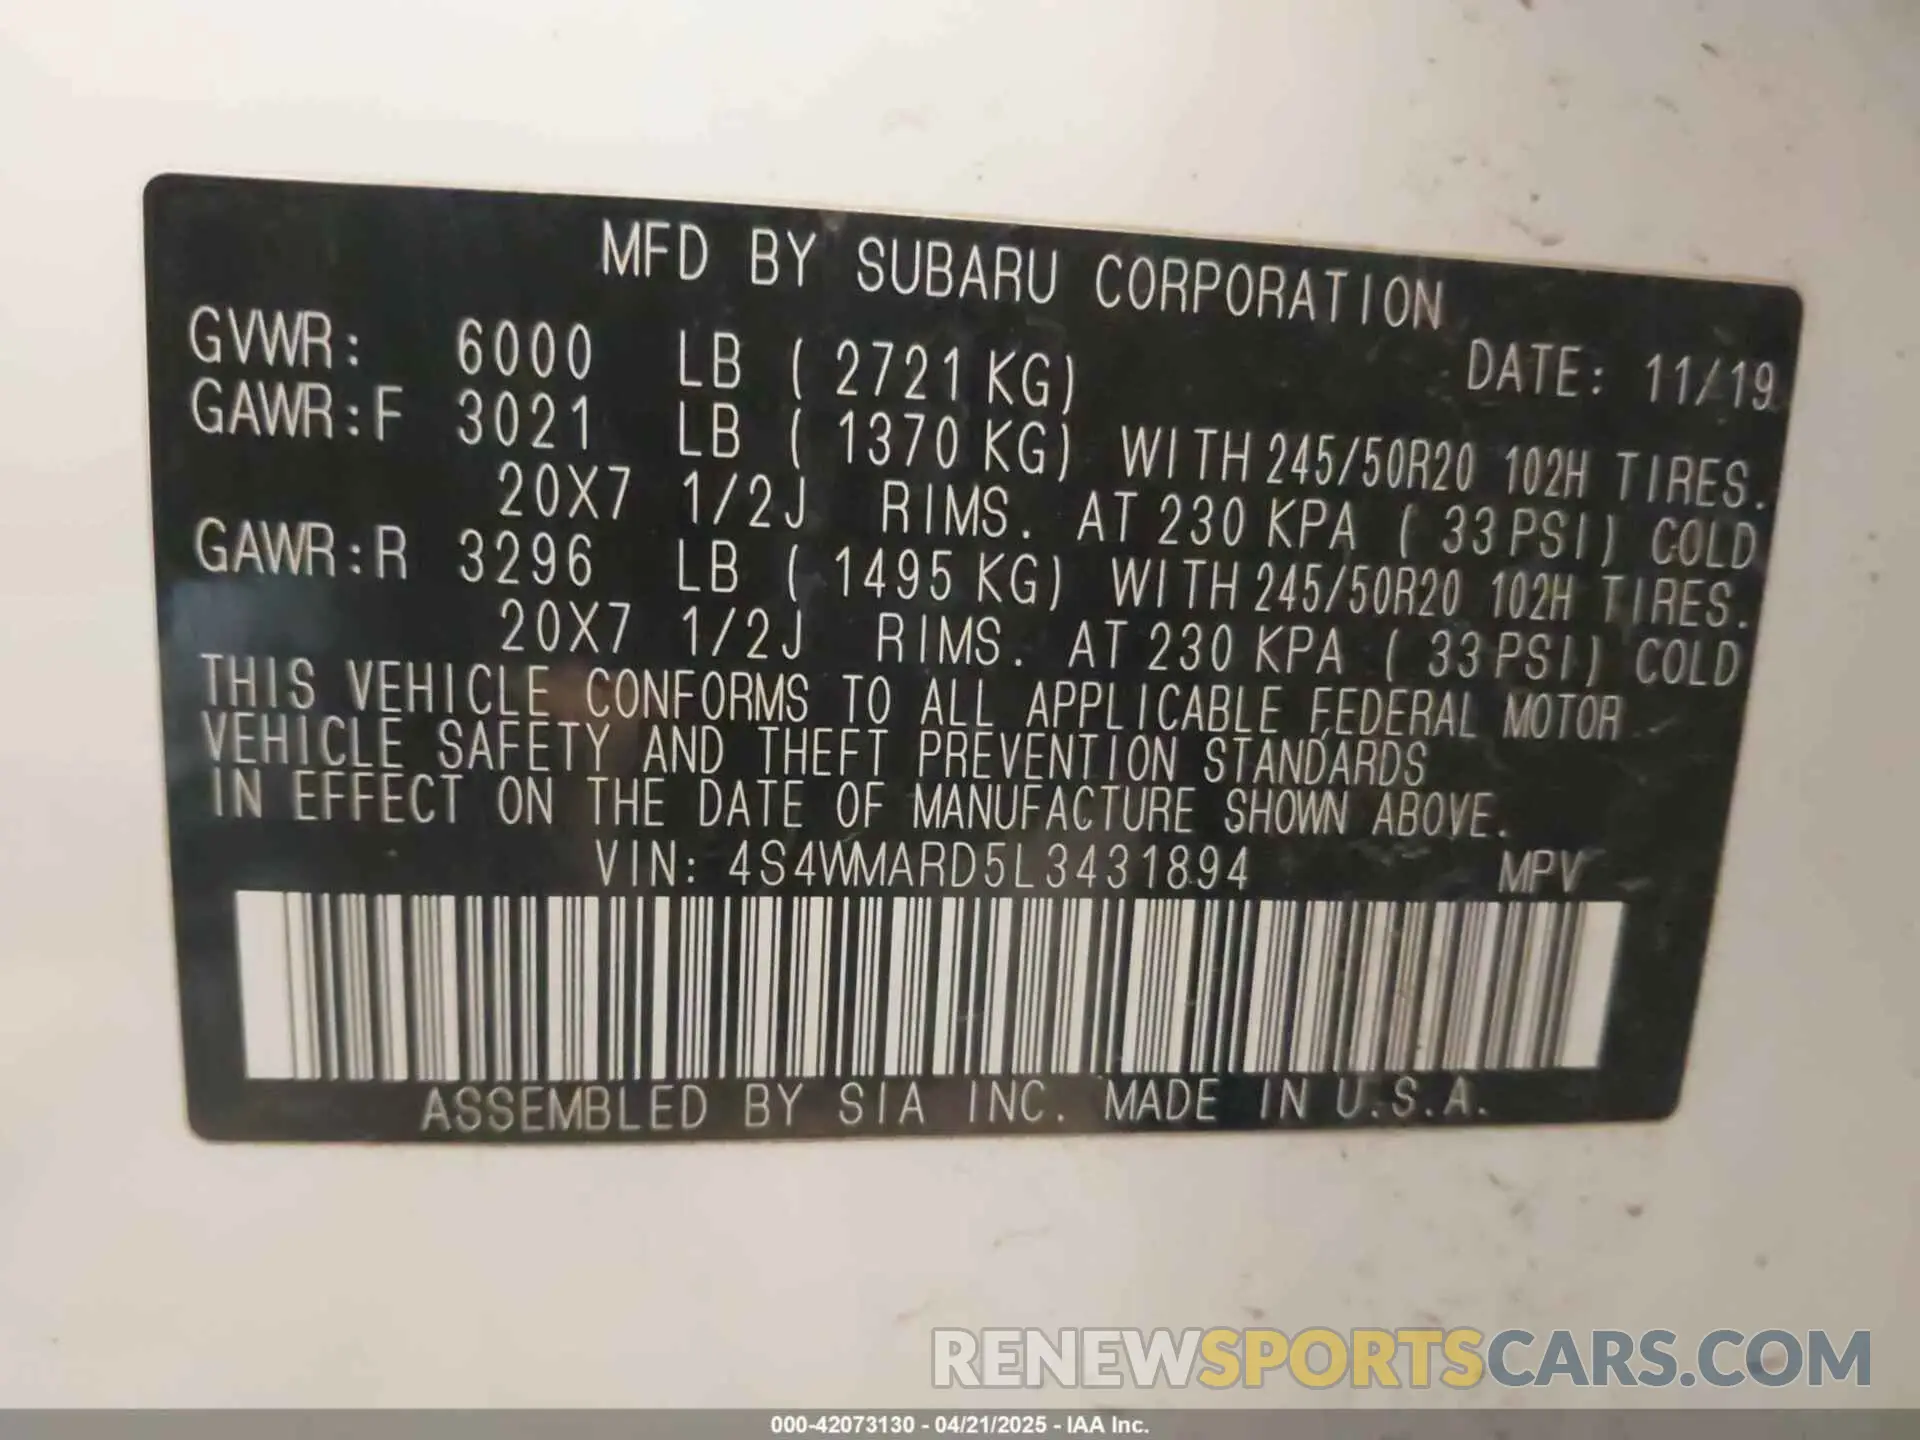 MFD BY SUBARU CORPORATION
GVWR: 6000 LB ( 2721 KG) DATE: 11/19
GAWR:F 3021 LB ( 1370 KG) WITH 245/50R20 102H TIRES.
20X7 1/2J RIMS. AT 230 KPA ( 33 PSI) COLD
GAWR:R 3296 LB ( 1495 KG) WITH 245/50R20 102H TIRES.
20X7 1/2J RIMS. AT 230 KPA ( 33 PSI) COLD
THIS VEHICLE CONFORMS TO ALL APPLICABLE FEDERAL MOTOR
VEHICLE SAFETY AND THEFT PREVENTION STANDARDS
IN EFFECT ON THE DATE OF MANUFACTURE SHOWN ABOVE.
VIN: 4S4WMARD5L3431894 MPV
ASSEMBLED BY SIA INC. MADE IN U.S.A.
RENEWSPORTSCARS.COM
000-42073130 - 04/21/2025 - IAA Inc.